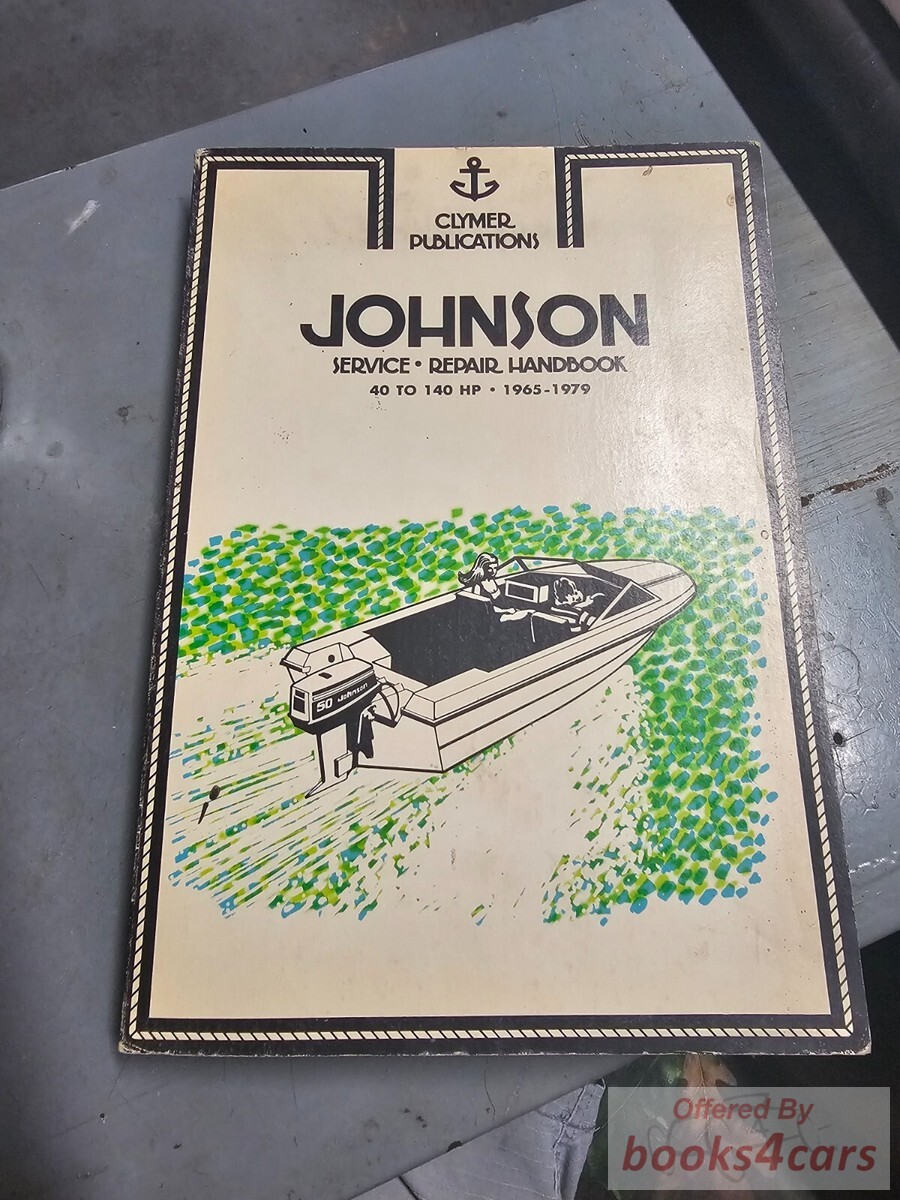 CLYMER
PUBLICATIONS
JOHNSON
SERVICE • REPAIR HANDBOOK
40 TO 140 HP • 1965-1979
50 Johnson
Offered By
books4cars